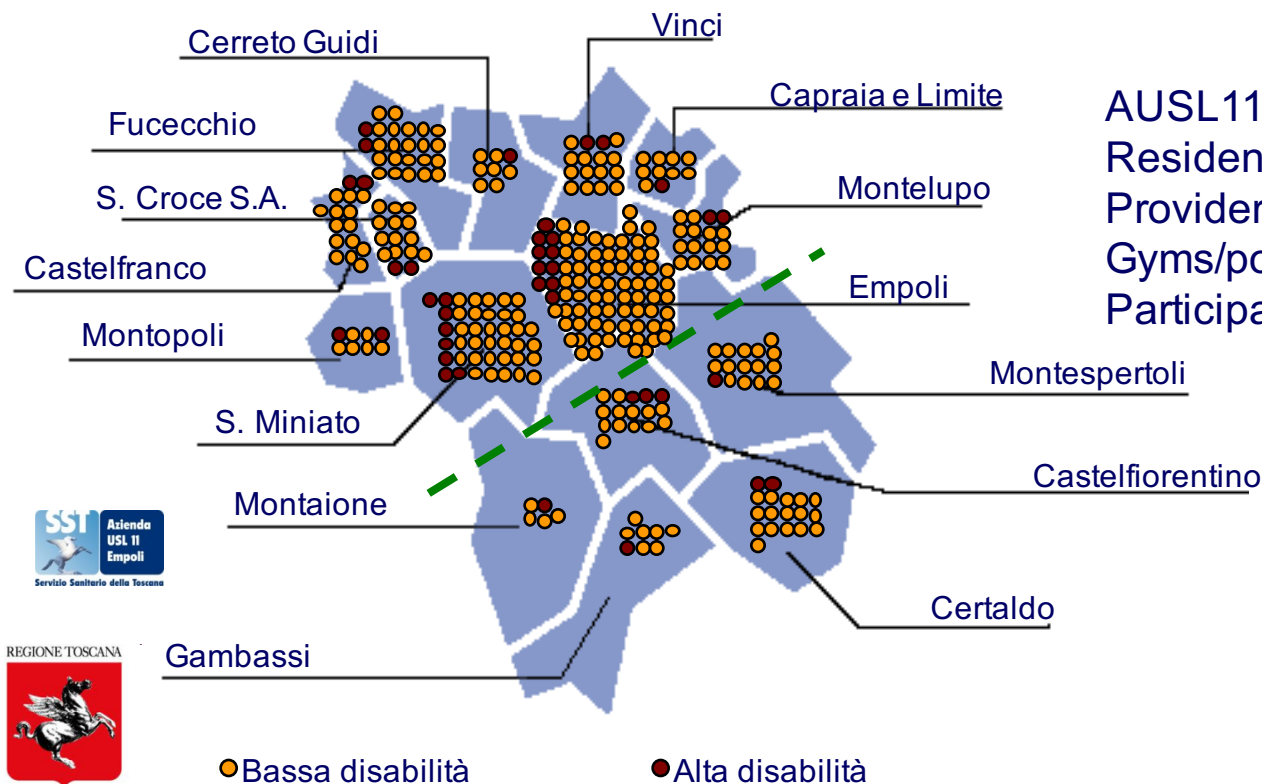 Vinci
Cerreto Guidi
Capraia e Limite
Fucecchio
AUSL11
Residen
Provider
Gyms/po
Participa
S. Croce S.A.
Montelupo
Castelfranco
Empoli
Montopoli
Montespertoli
S. Miniato
Castelfiorentino
Montaione
SST
Azienda
USL 11
Empoli
Servizio Sanitario della Toscana
Certaldo
REGIONE TOSCANA
Gambassi
Bassa disabilità
Alta disabilità